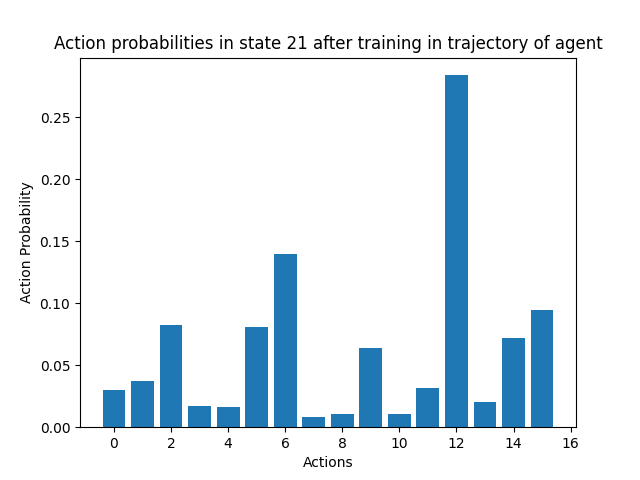 Action probabilities in state 21 after training in trajectory of agent
Action Probability
0.25
0.20
0.15
0.10
0.05
0.00
0 2 4 6 8 10 12 14 16
Actions